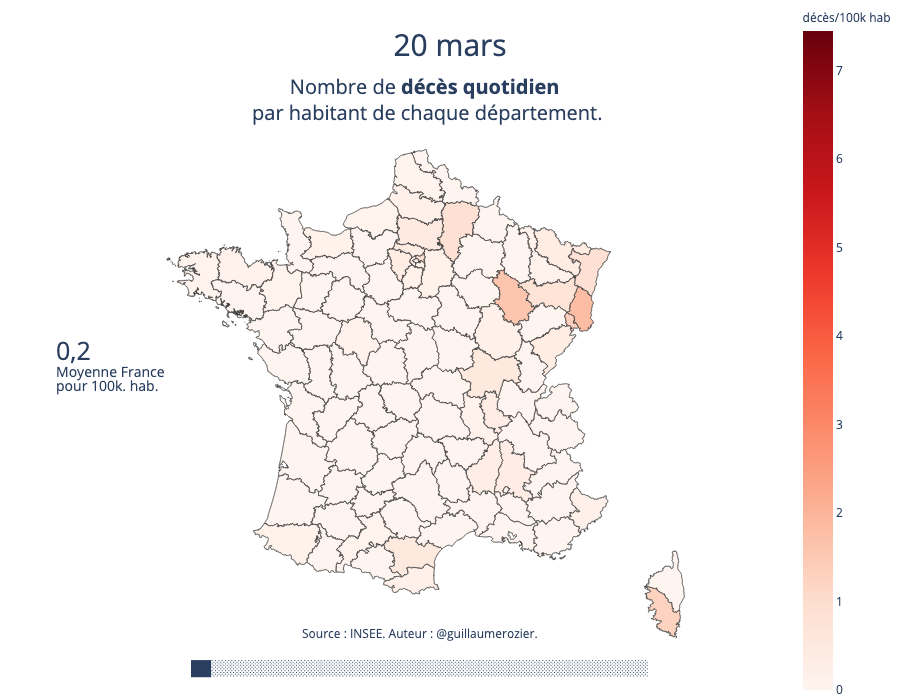 décès/100k hab
20 mars
Nombre de décès quotidien
par habitant de chaque département.
7
6
5
4
3
2
1
0
0,2
Moyenne France
pour 100k. hab.
Source : INSEE. Auteur : @guillaumerozier.